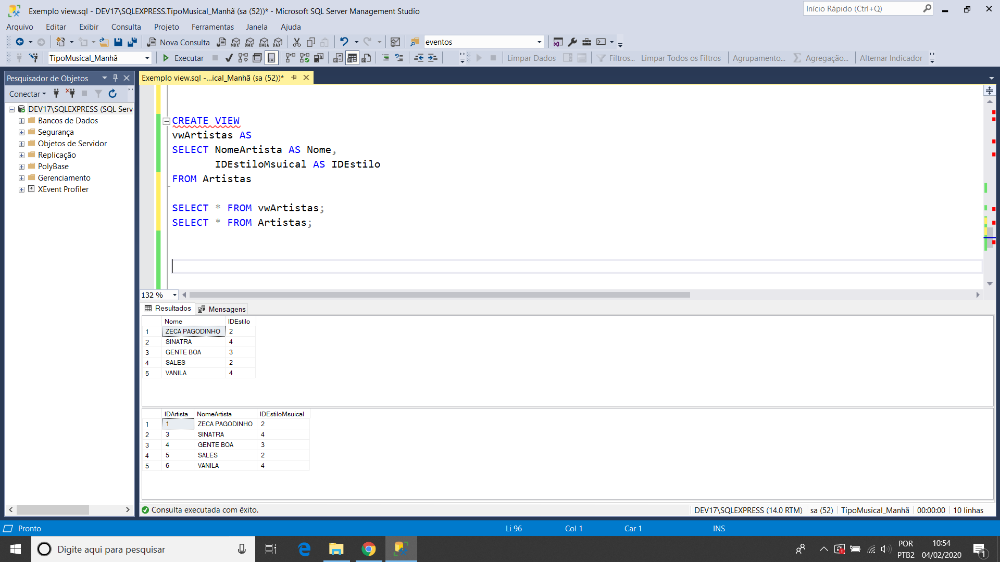 Exemplo view.sql - DEV17\SQLEXPRESS.TipoMusical_Manhã (sa (52))* - Microsoft SQL Server Management Studio
Início Rápido (Ctrl+Q)
Arquivo Editar Exibir Consulta Projeto Ferramentas Janela Ajuda
Nova Consulta MDX DMX XMLA DAX eventos
TipoMusical_Manhã Executar Limpar Dados Filtros... Limpar Todos os Filtros Agrupamento... Agregação... Alternar Indicador
Pesquisador de Objetos
Conectar
DEV17\SQLEXPRESS (SQL Serv
Bancos de Dados
Segurança
Objetos de Servidor
Replicação
PolyBase
Gerenciamento
XEvent Profiler
Exemplo view.sql -...ical_Manhã (sa (52))*
CREATE VIEW
vwArtistas AS
SELECT NomeArtista AS Nome,
IDEstiloMsuical AS IDEstilo
FROM Artistas
SELECT * FROM vwArtistas;
SELECT * FROM Artistas;
132 %
Resultados Mensagens
Nome IDEstilo
1 ZECA PAGODINHO 2
2 SINATRA 4
3 GENTE BOA 3
4 SALES 2
5 VANILA 4
IDArtista NomeArtista IDEstiloMsuical
1 1 ZECA PAGODINHO 2
2 3 SINATRA 4
3 4 GENTE BOA 3
4 5 SALES 2
5 6 VANILA 4
Consulta executada com êxito. DEV17\SQLEXPRESS (14.0 RTM) sa (52) TipoMusical_Manhã 00:00:00 10 linhas
Pronto Li 96 Col 1 Car 1 INS
Digite aqui para pesquisar
POR
PTB2
10:54
04/02/2020
1